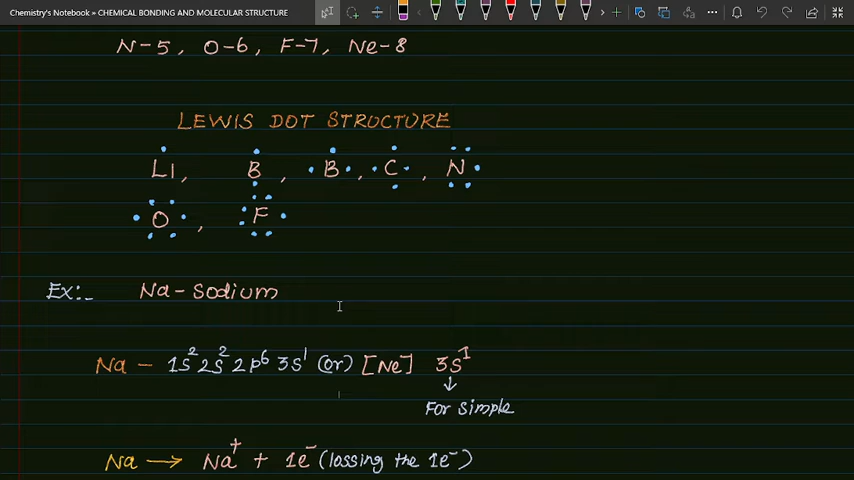 Chemistry's Notebook » CHEMICAL BONDING AND MOLECULAR STRUCTURE
N-5, O-6, F-7, Ne-8
LEWIS DOT STRUCTURE
Li, B, B, C, N
O, F
Ex:- Na-Sodium
Na - 1s² 2s² 2p⁶ 3s¹ (or) [Ne] 3S¹
↓
For Simple
Na → Na⁺ + 1e⁻ (lossing the 1e⁻)